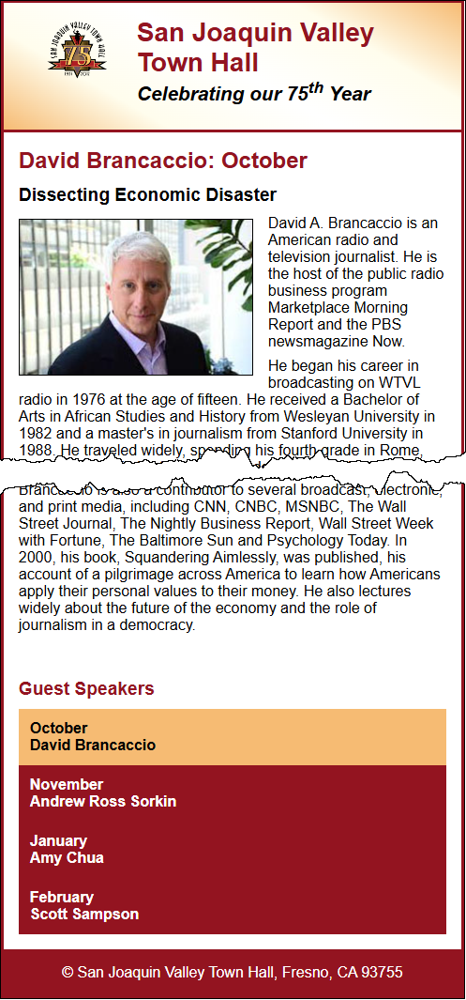 SAN JOAQUIN VALLEY TOWN HALL
75
San Joaquin Valley
Town Hall
Celebrating our 75th Year
David Brancaccio: October
Dissecting Economic Disaster
David A. Brancaccio is an
American radio and
television journalist. He is
the host of the public radio
business program
Marketplace Morning
Report and the PBS
newsmagazine Now.
He began his career in
broadcasting on WTVL
radio in 1976 at the age of fifteen. He received a Bachelor of
Arts in African Studies and History from Wesleyan University in
1982 and a master's in journalism from Stanford University in
1988. He traveled widely, spending his fourth grade in Rome,
Brancaccio is also a contributor to several broadcast, electronic,
and print media, including CNN, CNBC, MSNBC, The Wall
Street Journal, The Nightly Business Report, Wall Street Week
with Fortune, The Baltimore Sun and Psychology Today. In
2000, his book, Squandering Aimlessly, was published, his
account of a pilgrimage across America to learn how Americans
apply their personal values to their money. He also lectures
widely about the future of the economy and the role of
journalism in a democracy.
Guest Speakers
October
David Brancaccio
November
Andrew Ross Sorkin
January
Amy Chua
February
Scott Sampson
© San Joaquin Valley Town Hall, Fresno, CA 93755